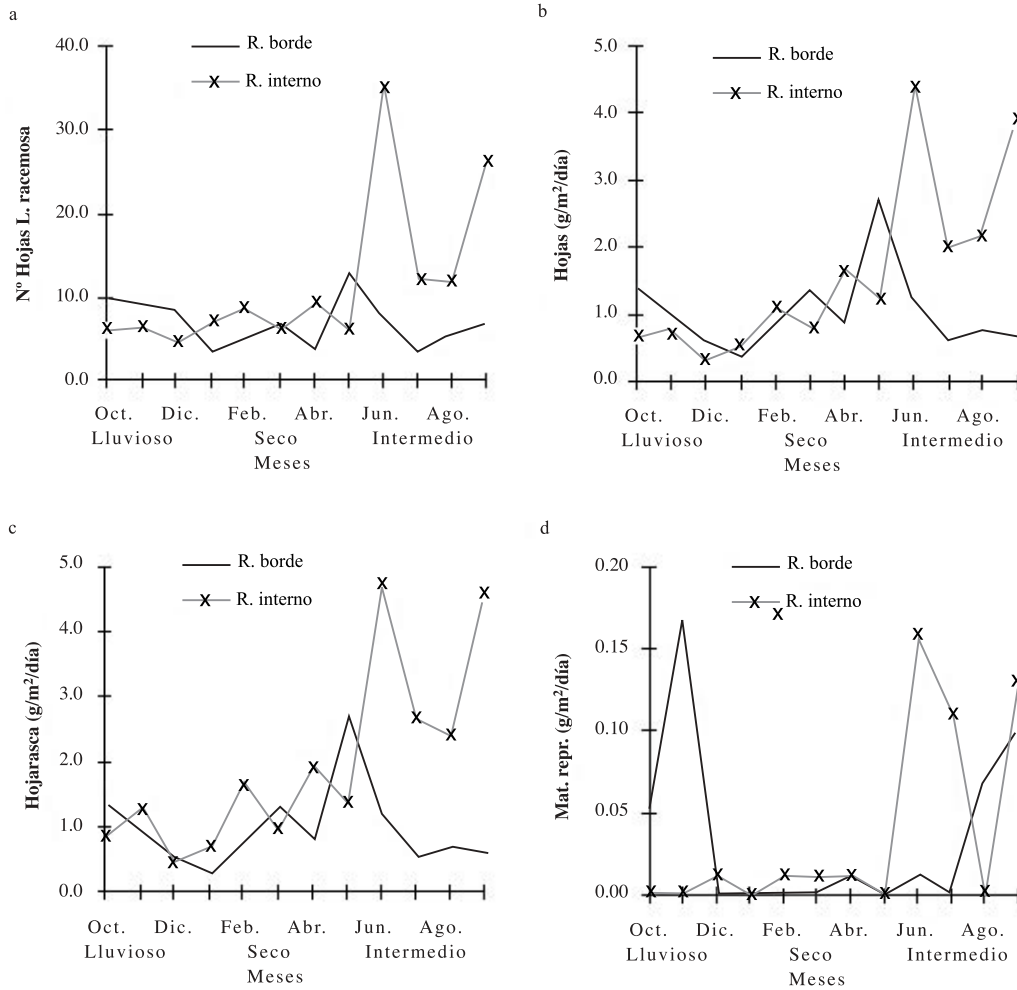 a
40.0
30.0
20.0
10.0
0.0
Nº Hojas L. racemosa
R. borde
R. interno
Oct. Dic. Feb. Abr. Jun. Ago.
Lluvioso Seco Intermedio
Meses
b
5.0
4.0
3.0
2.0
1.0
0.0
Hojas (g/m²/día)
R. borde
R. interno
Oct. Dic. Feb. Abr. Jun. Ago.
Lluvioso Seco Intermedio
Meses
c
5.0
4.0
3.0
2.0
1.0
0.0
Hojarasca (g/m²/día)
R. borde
R. interno
Oct. Dic. Feb. Abr. Jun. Ago.
Lluvioso Seco Intermedio
Meses
d
0.20
0.15
0.10
0.05
0.00
Mat. repr. (g/m²/día)
R. borde
R. interno
Oct. Dic. Feb. Abr. Jun. Ago.
Lluvioso Seco Intermedio
Meses